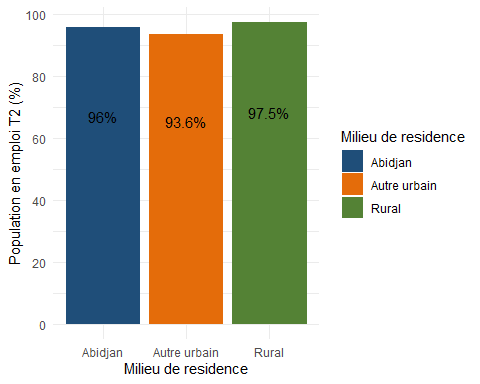 Population en emploi T2 (%)
100
80
60
40
20
0
96%
93.6%
97.5%
Abidjan
Autre urbain
Rural
Milieu de residence
Milieu de residence
Abidjan
Autre urbain
Rural